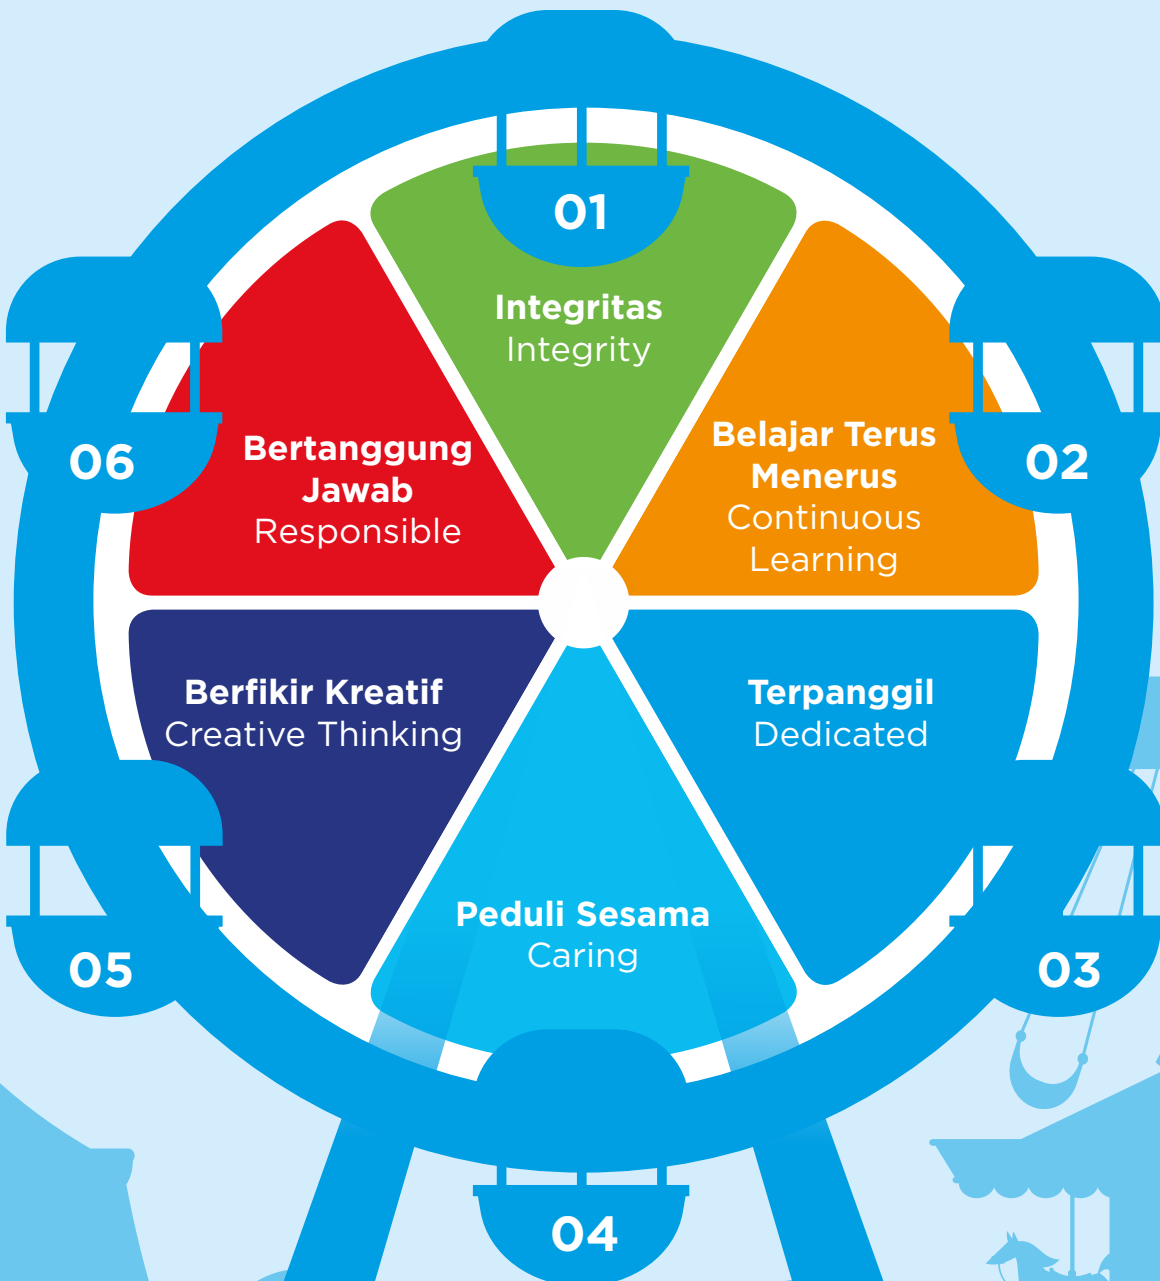 01
Integritas
Integrity
02
Belajar Terus
Menerus
Continuous
Learning
03
Terpanggil
Dedicated
04
Peduli Sesama
Caring
05
Berfikir Kreatif
Creative Thinking
06
Bertanggung
Jawab
Responsible